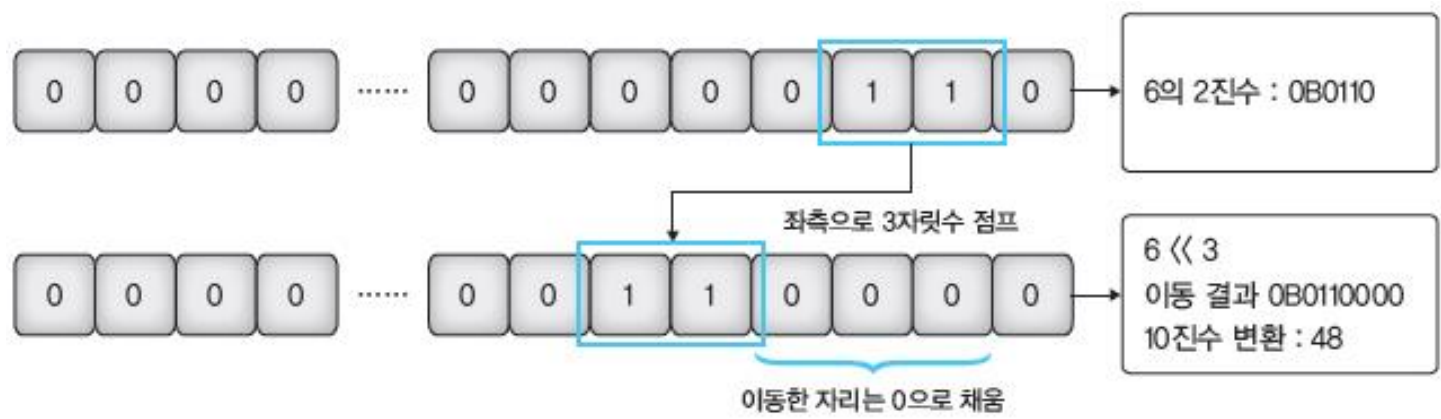 0 0 0 0 ...... 0 0 0 0 0 1 1 0
6의 2진수 : 0B0110
좌측으로 3자릿수 점프
0 0 0 0 ...... 0 0 1 1 0 0 0 0
6 << 3
이동 결과 0B0110000
10진수 변환 : 48
이동한 자리는 0으로 채움